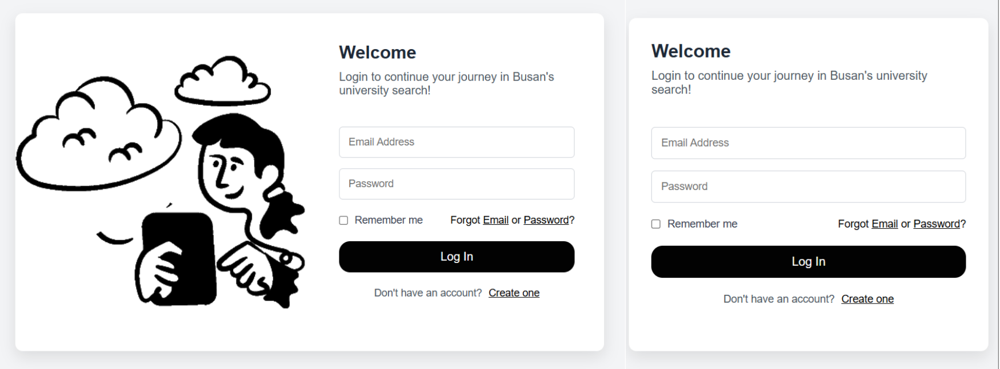 Welcome
Login to continue your journey in Busan's
university search!
Email Address
Password
Remember me
Forgot Email or Password?
Log In
Don't have an account? Create one
Welcome
Login to continue your journey in Busan's university
search!
Email Address
Password
Remember me
Forgot Email or Password?
Log In
Don't have an account? Create one